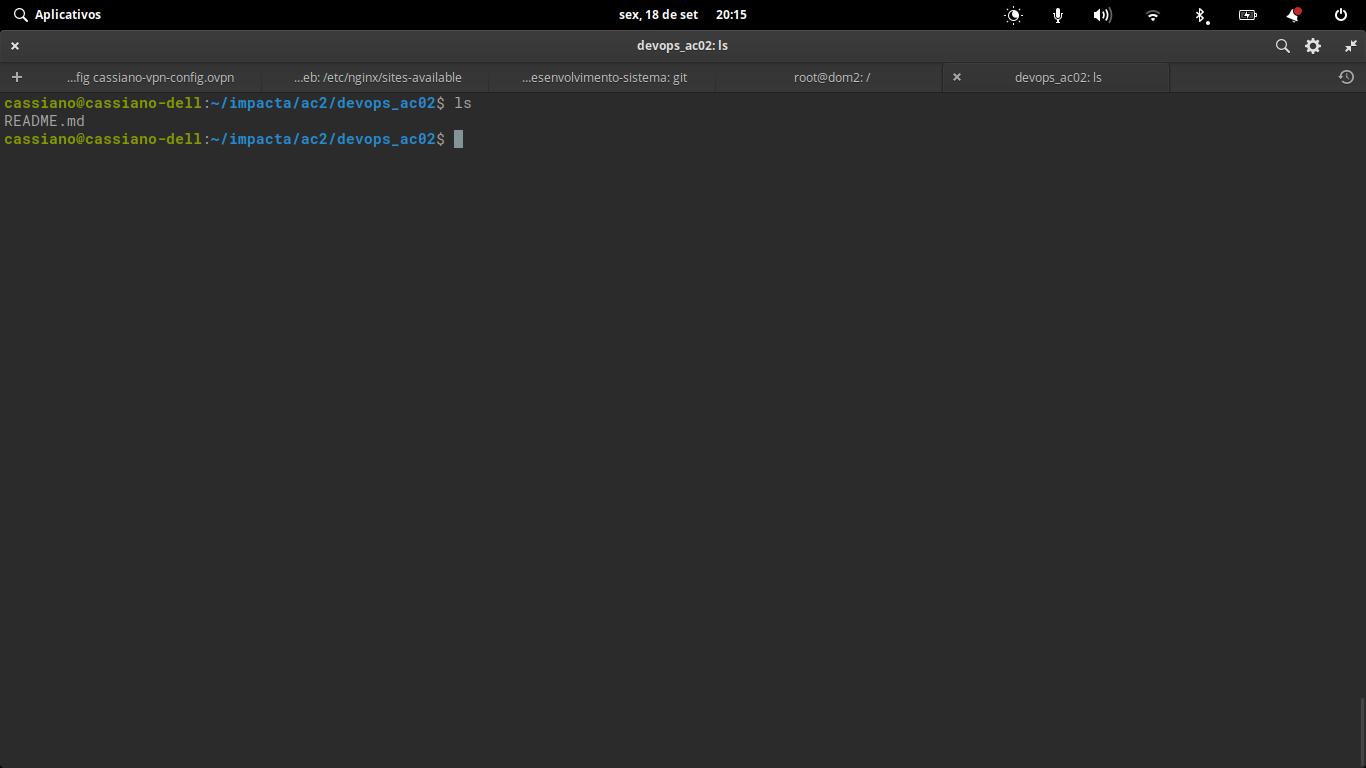 Aplicativos sex, 18 de set 20:15
devops_ac02: ls
...fig cassiano-vpn-config.ovpn ...eb: /etc/nginx/sites-available ...esenvolvimento-sistema: git root@dom2: / devops_ac02: ls
cassiano@cassiano-dell:~/impacta/ac2/devops_ac02$ ls
README.md
cassiano@cassiano-dell:~/impacta/ac2/devops_ac02$